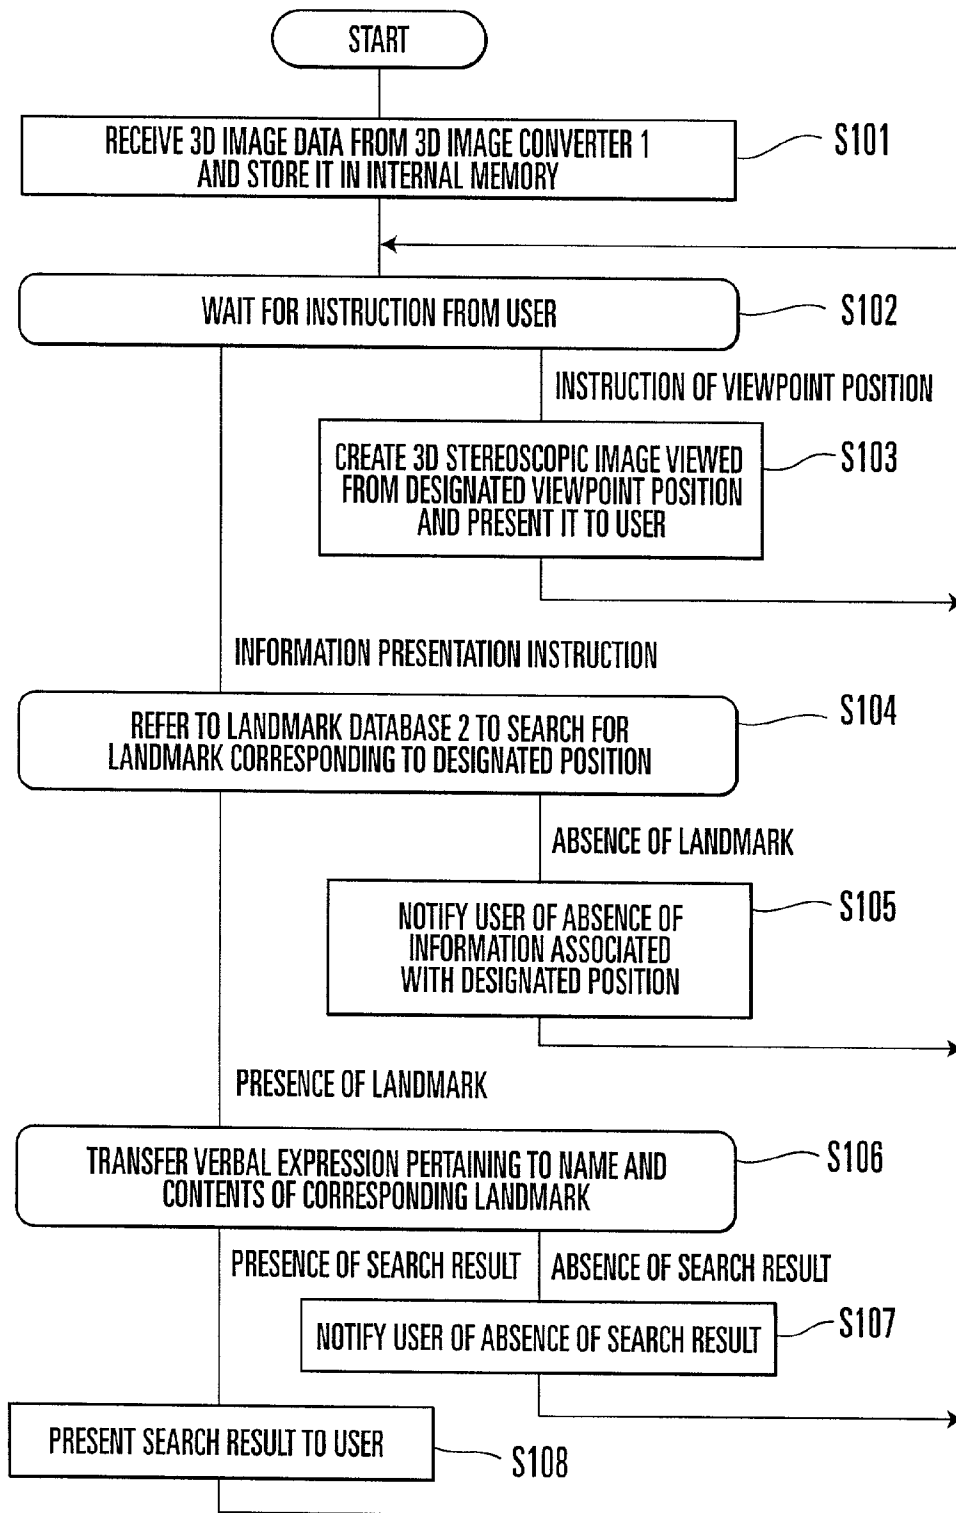 START
RECEIVE 3D IMAGE DATA FROM 3D IMAGE CONVERTER 1
AND STORE IT IN INTERNAL MEMORY
S101
WAIT FOR INSTRUCTION FROM USER
S102
INSTRUCTION OF VIEWPOINT POSITION
CREATE 3D STEREOSCOPIC IMAGE VIEWED
FROM DESIGNATED VIEWPOINT POSITION
AND PRESENT IT TO USER
S103
INFORMATION PRESENTATION INSTRUCTION
REFER TO LANDMARK DATABASE 2 TO SEARCH FOR
LANDMARK CORRESPONDING TO DESIGNATED POSITION
S104
ABSENCE OF LANDMARK
NOTIFY USER OF ABSENCE OF
INFORMATION ASSOCIATED
WITH DESIGNATED POSITION
S105
PRESENCE OF LANDMARK
TRANSFER VERBAL EXPRESSION PERTAINING TO NAME AND
CONTENTS OF CORRESPONDING LANDMARK
S106
PRESENCE OF SEARCH RESULT
ABSENCE OF SEARCH RESULT
NOTIFY USER OF ABSENCE OF SEARCH RESULT
S107
PRESENT SEARCH RESULT TO USER
S108